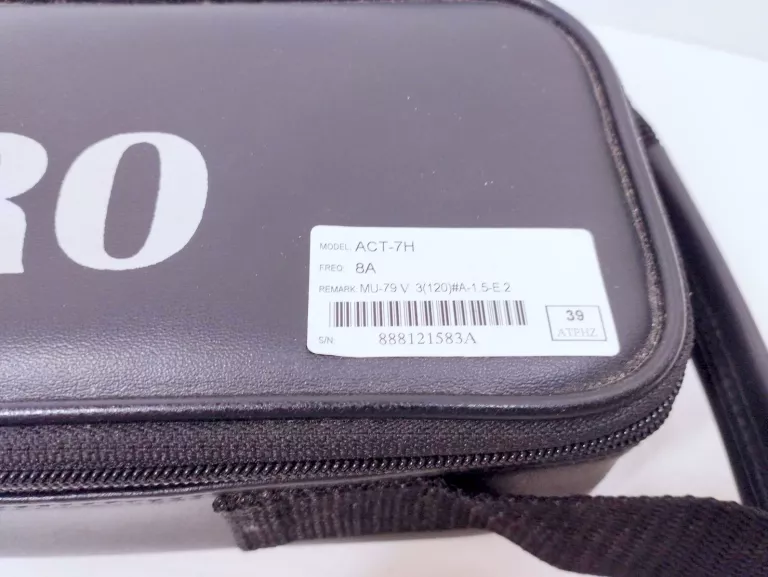 RO
MODEL: ACT-7H
FREQ: 8A
REMARK: MU-79 V 3(120)#A-1.5-E.2
S/N: 888121583A
39
ATPHZ